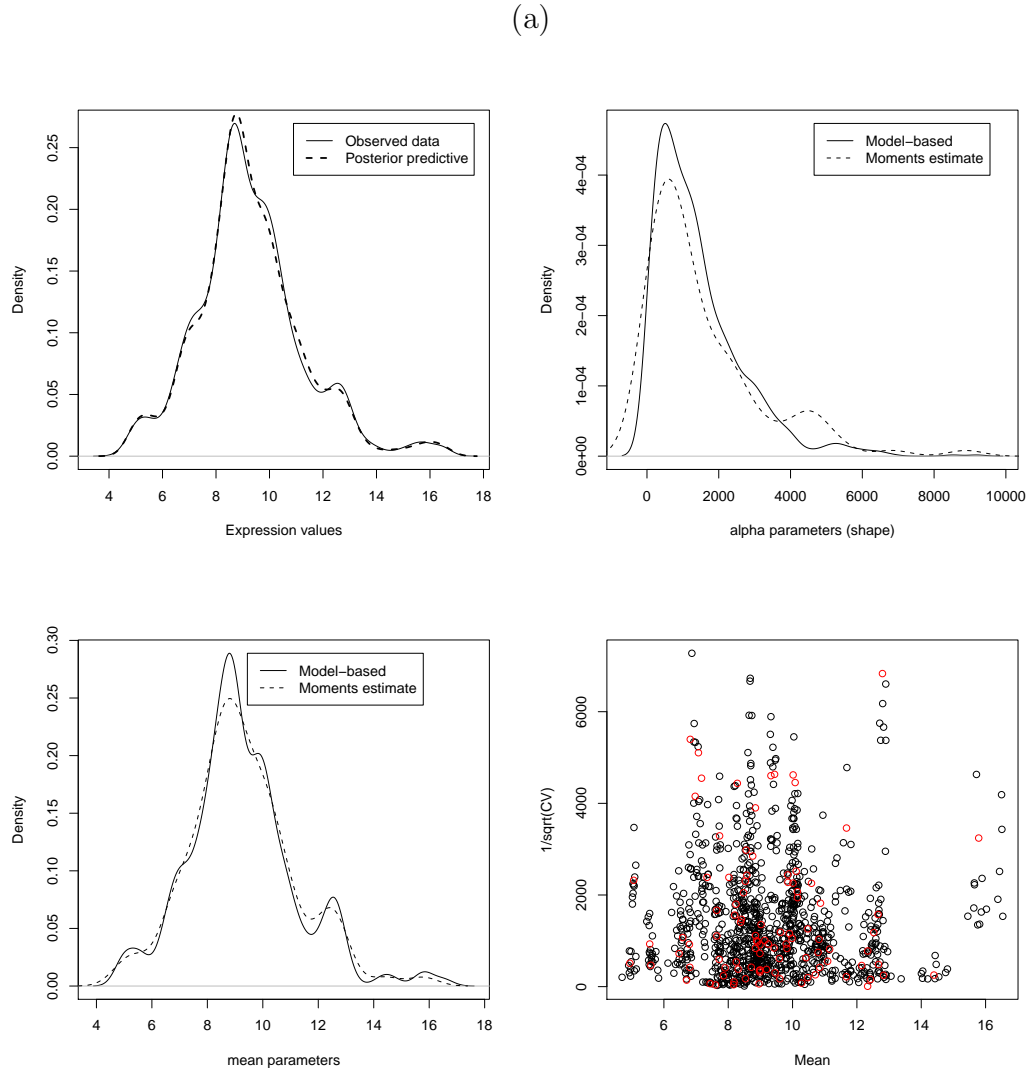 (a)
Observed data
Posterior predictive
Density
0.00 0.05 0.10 0.15 0.20 0.25
4 6 8 10 12 14 16 18
Expression values
Model−based
Moments estimate
Density
0e+00 1e−04 2e−04 3e−04 4e−04
0 2000 4000 6000 8000 10000
alpha parameters (shape)
Model−based
Moments estimate
Density
0.00 0.05 0.10 0.15 0.20 0.25 0.30
4 6 8 10 12 14 16 18
mean parameters
1/sqrt(CV)
0 2000 4000 6000
6 8 10 12 14 16
Mean